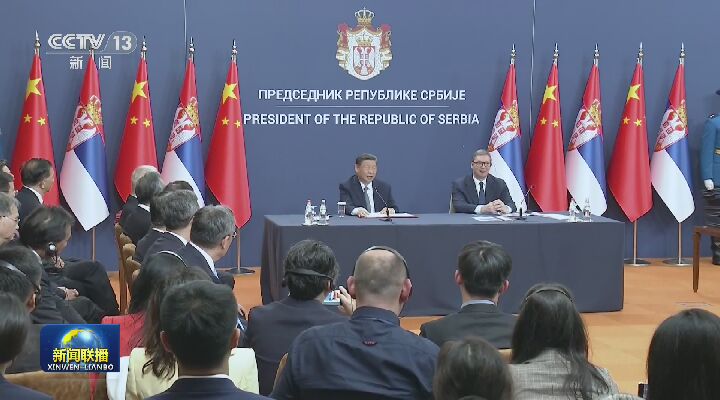 CCTV 13
新闻
ПРЕДСЕДНИК РЕПУБЛИКЕ СРБИЈЕ
PRESIDENT OF THE REPUBLIC OF SERBIA
新闻联播
XINWEN LIANBO